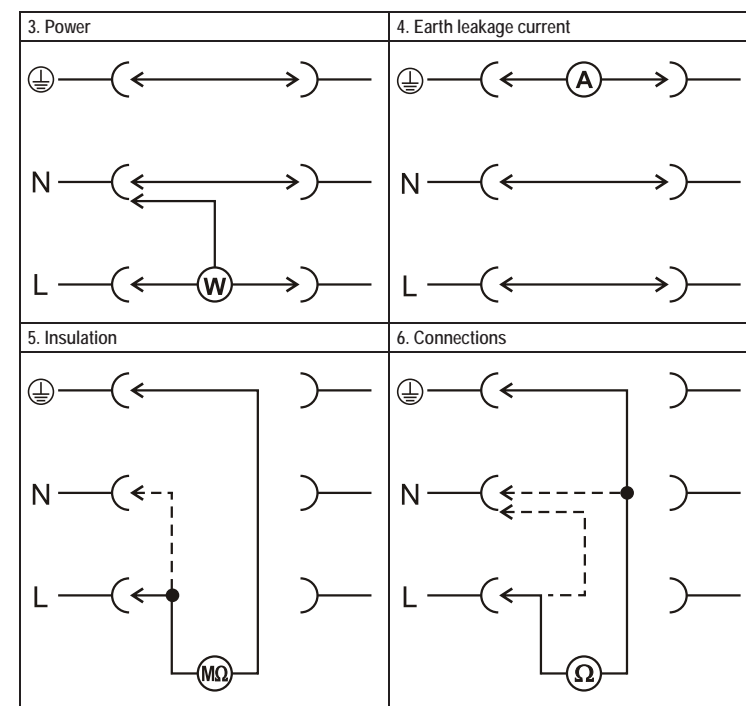 3. Power
4. Earth leakage current
A
N
N
L
W
L
5. Insulation
6. Connections
N
N
L
L
MΩ
Ω